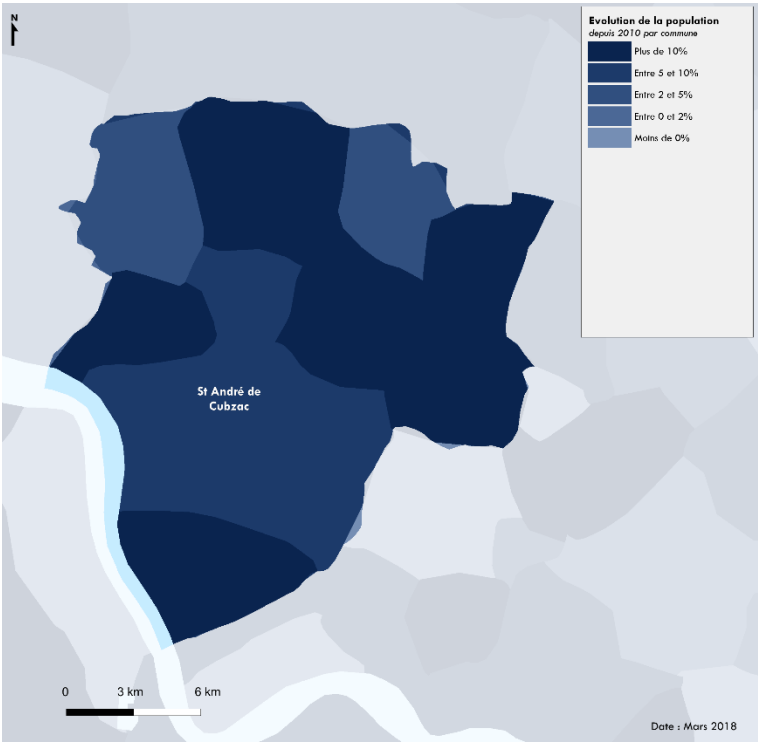 N
Evolution de la population
depuis 2010 par commune
Plus de 10%
Entre 5 et 10%
Entre 2 et 5%
Entre 0 et 2%
Moins de 0%
St André de
Cubzac
0 3 km 6 km
Date : Mars 2018